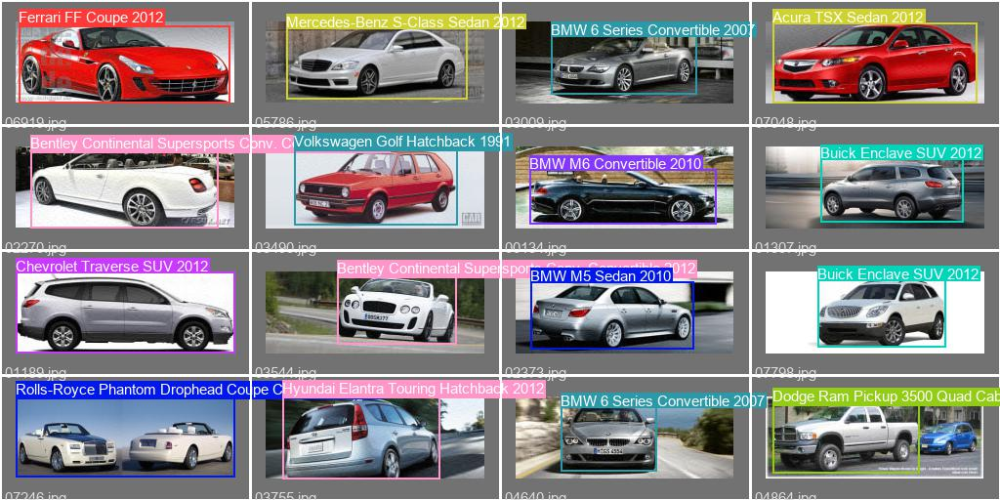 Ferrari FF Coupe 2012
Mercedes-Benz S-Class Sedan 2012
BMW 6 Series Convertible 2007
Acura TSX Sedan 2012
06919.jpg
05786.jpg
03009.jpg
07048.jpg
Bentley Continental Supersports Conv. C
Volkswagen Golf Hatchback 1991
BMW M6 Convertible 2010
Buick Enclave SUV 2012
CAR
02270.jpg
03490.jpg
00134.jpg
01307.jpg
Chevrolet Traverse SUV 2012
Bentley Continental Supersports Conv. Convertible 2012
BMW M5 Sedan 2010
Buick Enclave SUV 2012
01189.jpg
03544.jpg
02373.jpg
07798.jpg
Rolls-Royce Phantom Drophead Coupe C
Hyundai Elantra Touring Hatchback 2012
BMW 6 Series Convertible 2007
Dodge Ram Pickup 3500 Quad Cab
07246.jpg
03755.jpg
04640.jpg
04864.jpg